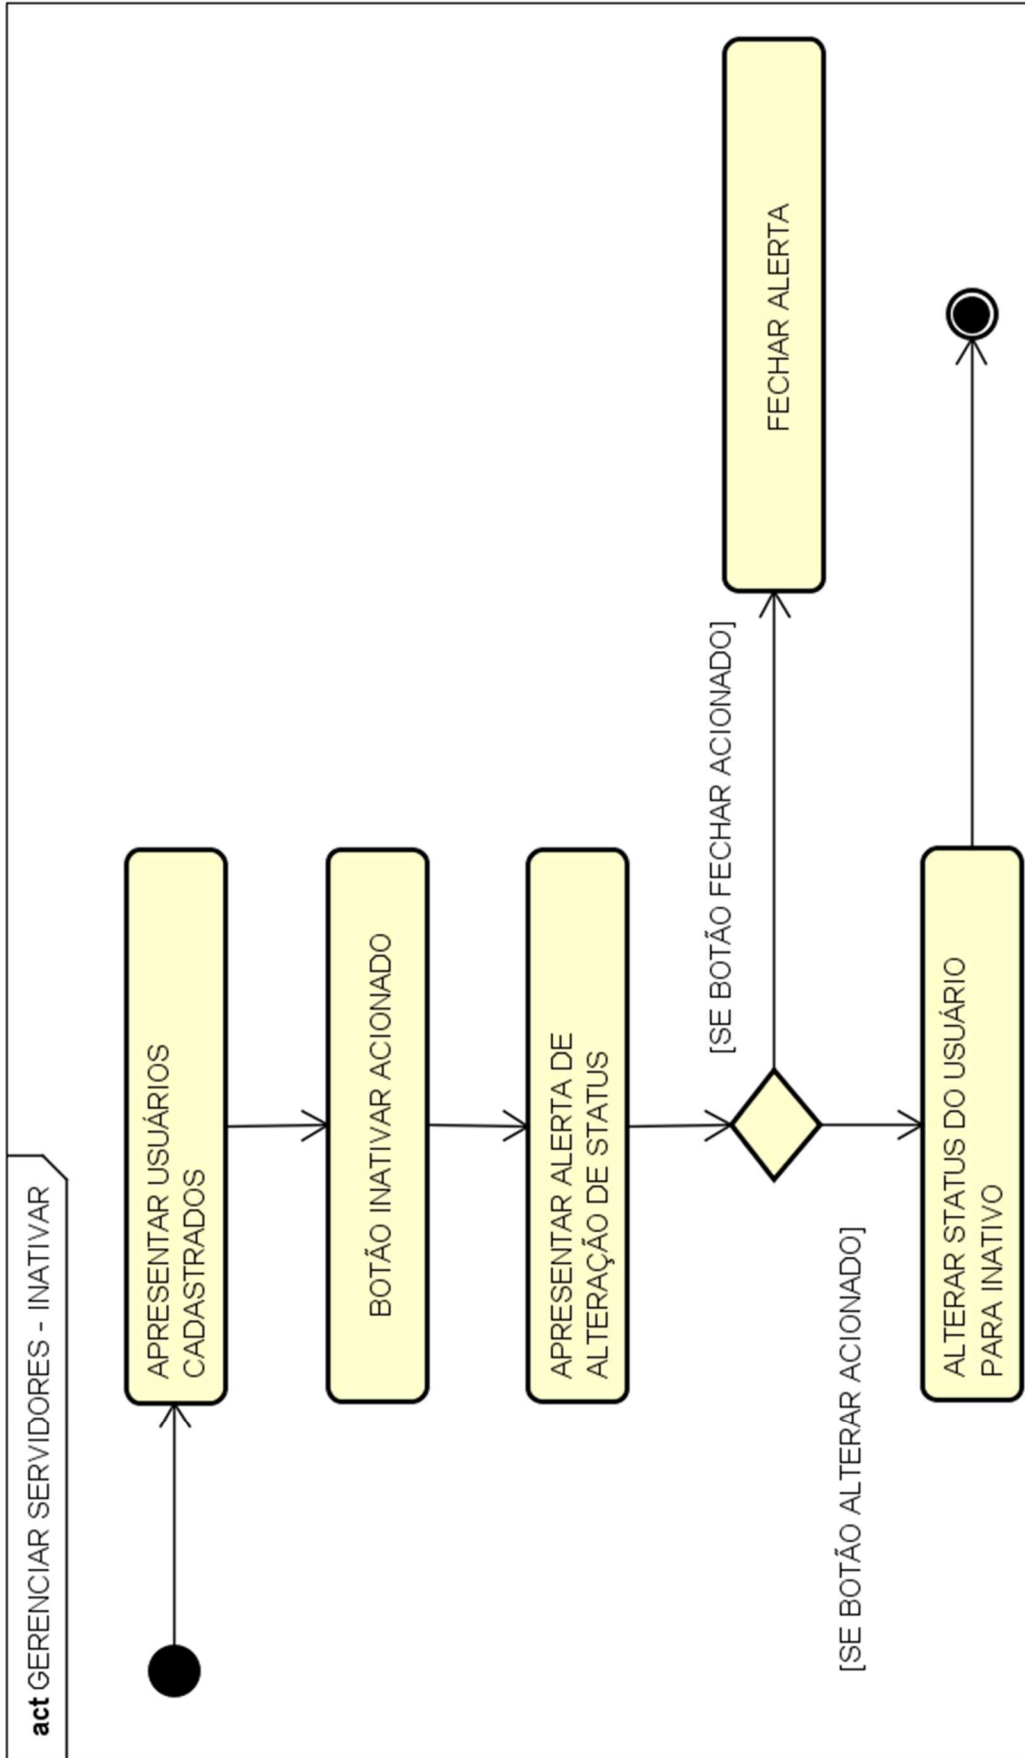 act GERENCIAR SERVIDORES - INATIVAR
APRESENTAR USUÁRIOS
CADASTRADOS
BOTÃO INATIVAR ACIONADO
APRESENTAR ALERTA DE
ALTERAÇÃO DE STATUS
[SE BOTÃO FECHAR ACIONADO]
FECHAR ALERTA
[SE BOTÃO ALTERAR ACIONADO]
ALTERAR STATUS DO USUÁRIO
PARA INATIVO